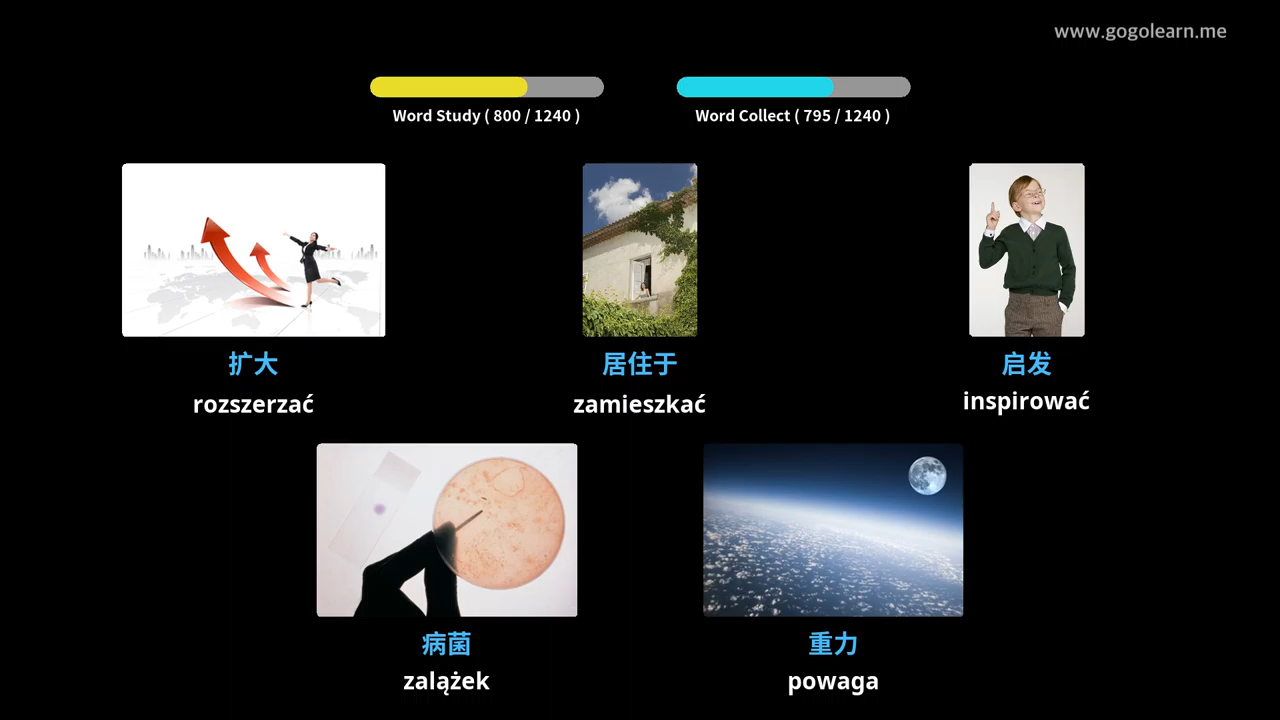 www.gogolearn.me
Word Study ( 800 / 1240 )
Word Collect ( 795 / 1240 )
扩大
居住于
启发
rozszerzać
zamieszkać
inspirować
病菌
重力
zalążek
powaga